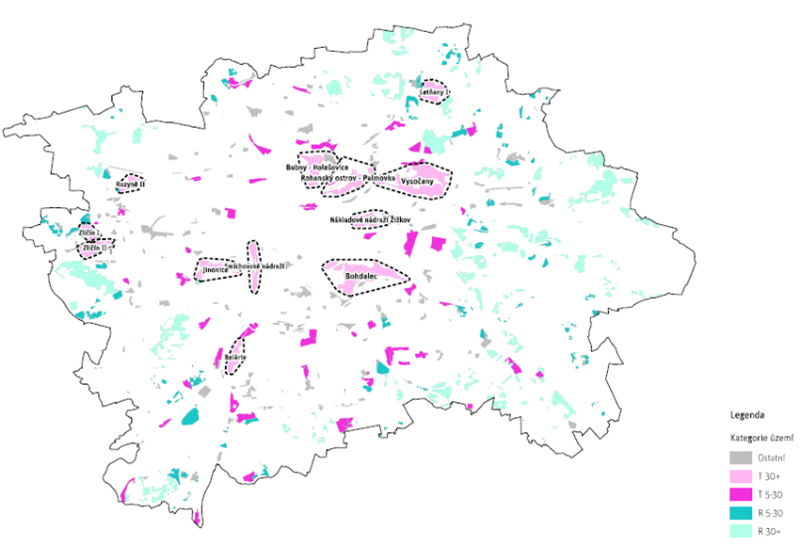 Letňany
Bubny - Holešovice
Rohanský ostrov - Palmovka
Vysočany
Ruzyně II
Nákladové nádraží Žižkov
Zličín I
Zličín II
Jinonice
Smíchovské nádraží
Bohdalec
Legenda
Kategorie území
Ostatní
T 30+
T 5-30
R 5-30
R 30+